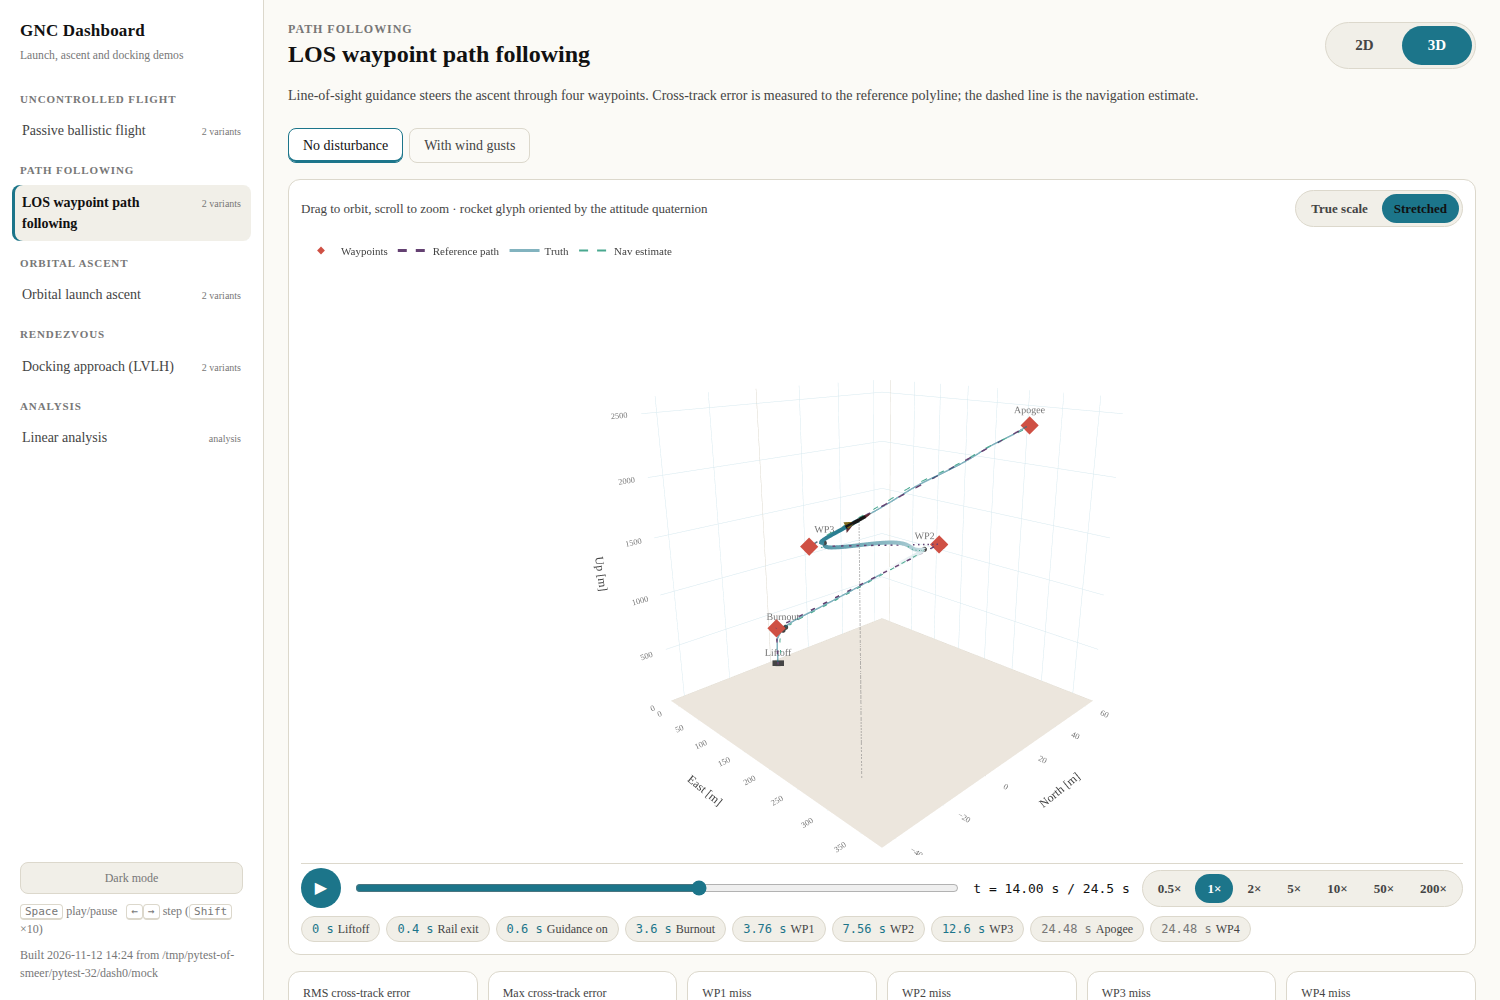 GNC Dashboard
Launch, ascent and docking demos
UNCONTROLLED FLIGHT
Passive ballistic flight 2 variants
PATH FOLLOWING
LOS waypoint path following 2 variants
ORBITAL ASCENT
Orbital launch ascent 2 variants
RENDEZVOUS
Docking approach (LVLH) 2 variants
ANALYSIS
Linear analysis analysis
Dark mode
Space play/pause ← → step (Shift
×10)
Built 2026-11-12 14:24 from /tmp/pytest-of-
smeer/pytest-32/dash0/mock
PATH FOLLOWING
LOS waypoint path following
2D 3D
Line-of-sight guidance steers the ascent through four waypoints. Cross-track error is measured to the reference polyline; the dashed line is the navigation estimate.
No disturbance With wind gusts
Drag to orbit, scroll to zoom · rocket glyph oriented by the attitude quaternion
True scale Stretched
Waypoints Reference path Truth Nav estimate
Apogee
WP3
WP2
Burnout
Liftoff
Up [m]
2500
2000
1500
1000
500
0
East [m]
0
50
100
150
200
250
300
350
North [m]
60
40
20
0
−20
−40
▶ t = 14.00 s / 24.5 s 0.5× 1× 2× 5× 10× 50× 200×
0 s Liftoff 0.4 s Rail exit 0.6 s Guidance on 3.6 s Burnout 3.76 s WP1 7.56 s WP2 12.6 s WP3 24.48 s Apogee 24.48 s WP4
RMS cross-track error Max cross-track error WP1 miss WP2 miss WP3 miss WP4 miss